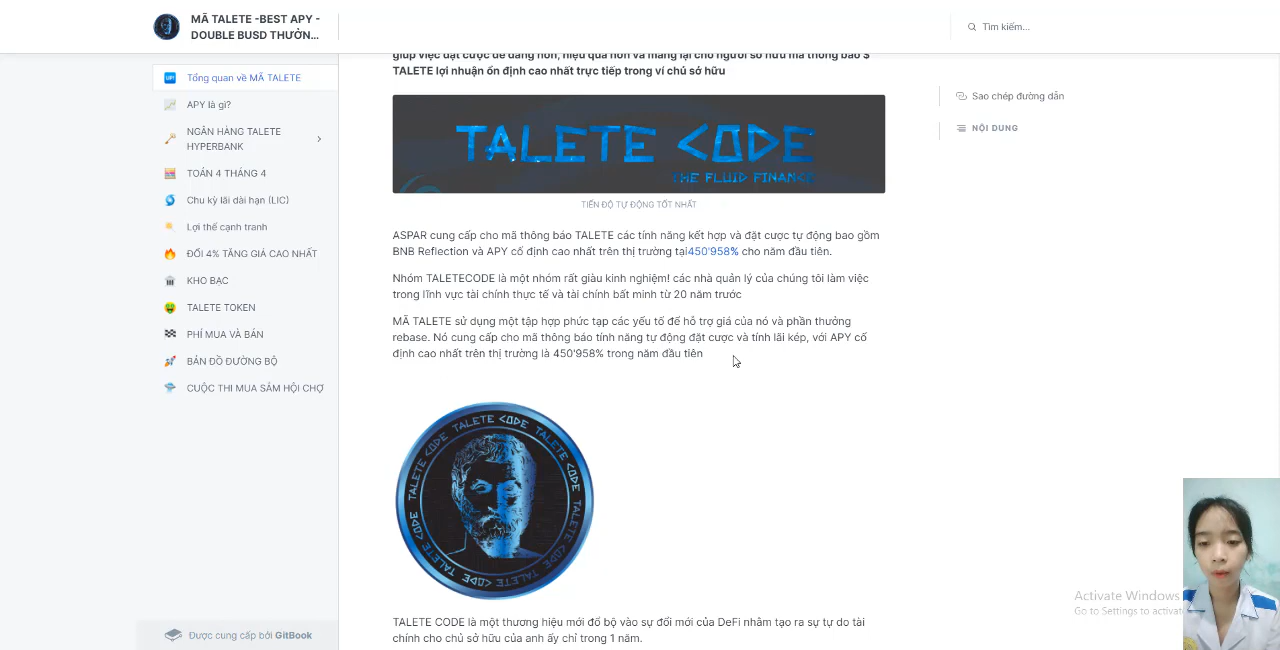 MÃ TALETE -BEST APY -
DOUBLE BUSD THƯỞN...
Tìm kiếm...
Tổng quan về MÃ TALETE
APY là gì?
NGÂN HÀNG TALETE
HYPERBANK
TOÁN 4 THÁNG 4
Chu kỳ lãi dài hạn (LIC)
Lợi thế cạnh tranh
ĐỐI 4% TĂNG GIÁ CAO NHẤT
KHO BẠC
TALETE TOKEN
PHÍ MUA VÀ BÁN
BẢN ĐỒ ĐƯỜNG BỘ
CUỘC THI MUA SẮM HỘI CHỢ
Được cung cấp bởi GitBook
giúp việc đặt cược dễ dàng hơn, hiệu quả hơn và mang lại cho người sở hữu mã thông báo $
TALETE lợi nhuận ổn định cao nhất trực tiếp trong ví chủ sở hữu
TALETE CODE
THE FLUID FINANCE
TIẾN ĐỘ TỰ ĐỘNG TỐT NHẤT
ASPAR cung cấp cho mã thông báo TALETE các tính năng kết hợp và đặt cược tự động bao gồm
BNB Reflection và APY cố định cao nhất trên thị trường tại450'958% cho năm đầu tiên.
Nhóm TALETECODE là một nhóm rất giàu kinh nghiệm! các nhà quản lý của chúng tôi làm việc
trong lĩnh vực tài chính thực tế và tài chính bất minh từ 20 năm trước
MÃ TALETE sử dụng một tập hợp phức tạp các yếu tố để hỗ trợ giá của nó và phần thưởng
rebase. Nó cung cấp cho mã thông báo tính năng tự động đặt cược và tính lãi kép, với APY cố
định cao nhất trên thị trường là 450'958% trong năm đầu tiên
TALETE CODE TALETE CODE TALETE CODE TALETE CODE TALETE CODE
TALETE CODE là một thương hiệu mới đổ bộ vào sự đổi mới của DeFi nhằm tạo ra sự tự do tài
chính cho chủ sở hữu của anh ấy chỉ trong 1 năm.
Sao chép đường dẫn
NỘI DUNG
Activate Windows
Go to Settings to activat